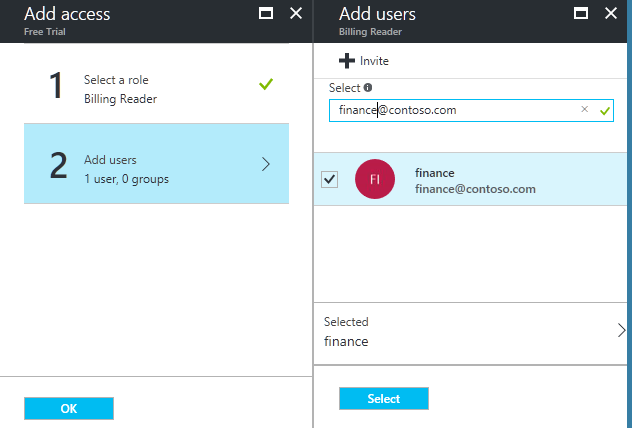 Add access
Free Trial
1
Select a role
Billing Reader
2
Add users
1 user, 0 groups
OK
Add users
Billing Reader
Invite
Select
finance@contoso.com
FI
finance
finance@contoso.com
Selected
finance
Select